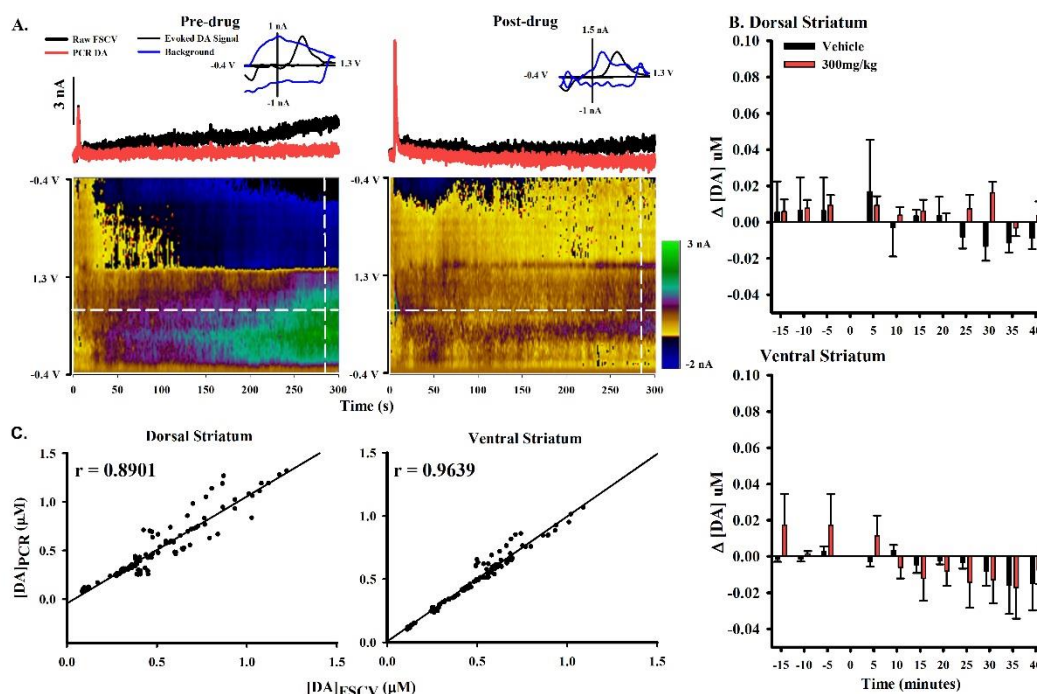 A.
Pre-drug
Post-drug
Raw FSCV
PCR DA
Evoked DA Signal
Background
1 nA
-0.4 V
1.3 V
-1 nA
1.5 nA
-0.4 V
1.3 V
-1 nA
3 nA
-0.4 V
1.3 V
-0.4 V
-0.4 V
1.3 V
-0.4 V
3 nA
-2 nA
0 50 100 150 200 250 300
0 50 100 150 200 250 300
Time (s)
B. Dorsal Striatum
Vehicle
300mg/kg
Δ [DA] uM
0.10
0.08
0.06
0.04
0.02
0.00
-0.02
-0.04
-15 -10 -5 0 5 10 15 20 25 30 35 40
Ventral Striatum
Δ [DA] uM
0.10
0.08
0.06
0.04
0.02
0.00
-0.02
-0.04
-15 -10 -5 0 5 10 15 20 25 30 35 40
Time (minutes)
C.
Dorsal Striatum
r = 0.8901
[DA]PCR (μM)
1.5
1.0
0.5
0.0
0.0 0.5 1.0 1.5
Ventral Striatum
r = 0.9639
1.5
1.0
0.5
0.0
0.0 0.5 1.0 1.5
[DA]FSCV (μM)